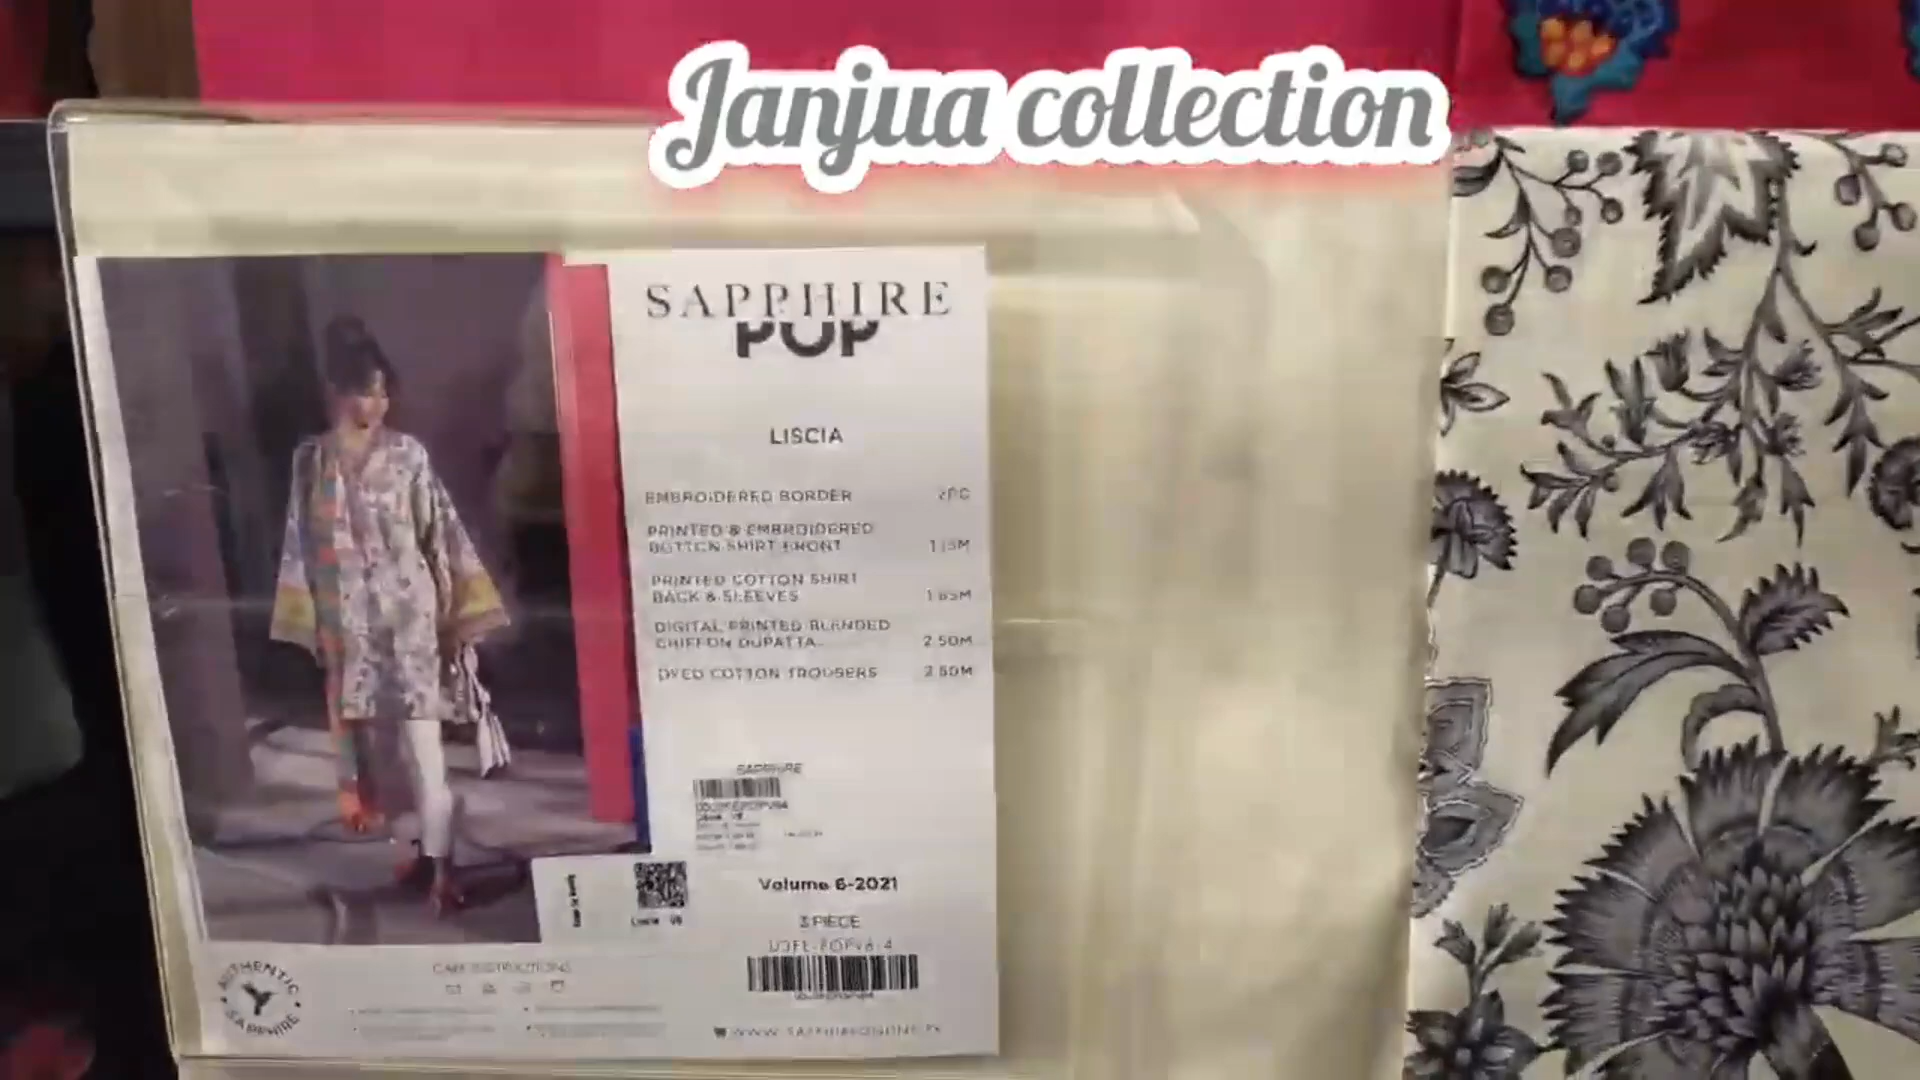 Janjua collection
SAPPHIRE
POP
LISCIA
EMBROIDERED BORDER 2PC
PRINTED & EMBROIDERED
COTTON SHIRT FRONT
PRINTED COTTON SHIRT
BACK & SLEEVES
DIGITAL PRINTED BLENDED
CHIFFON DUPATTA 2.50M
DYED COTTON TROUSERS 2.50M
SAPPHIRE
Volume 6-2021
3 PIECE
CARE INSTRUCTIONS
AUTHENTIC
SAPPHIRE